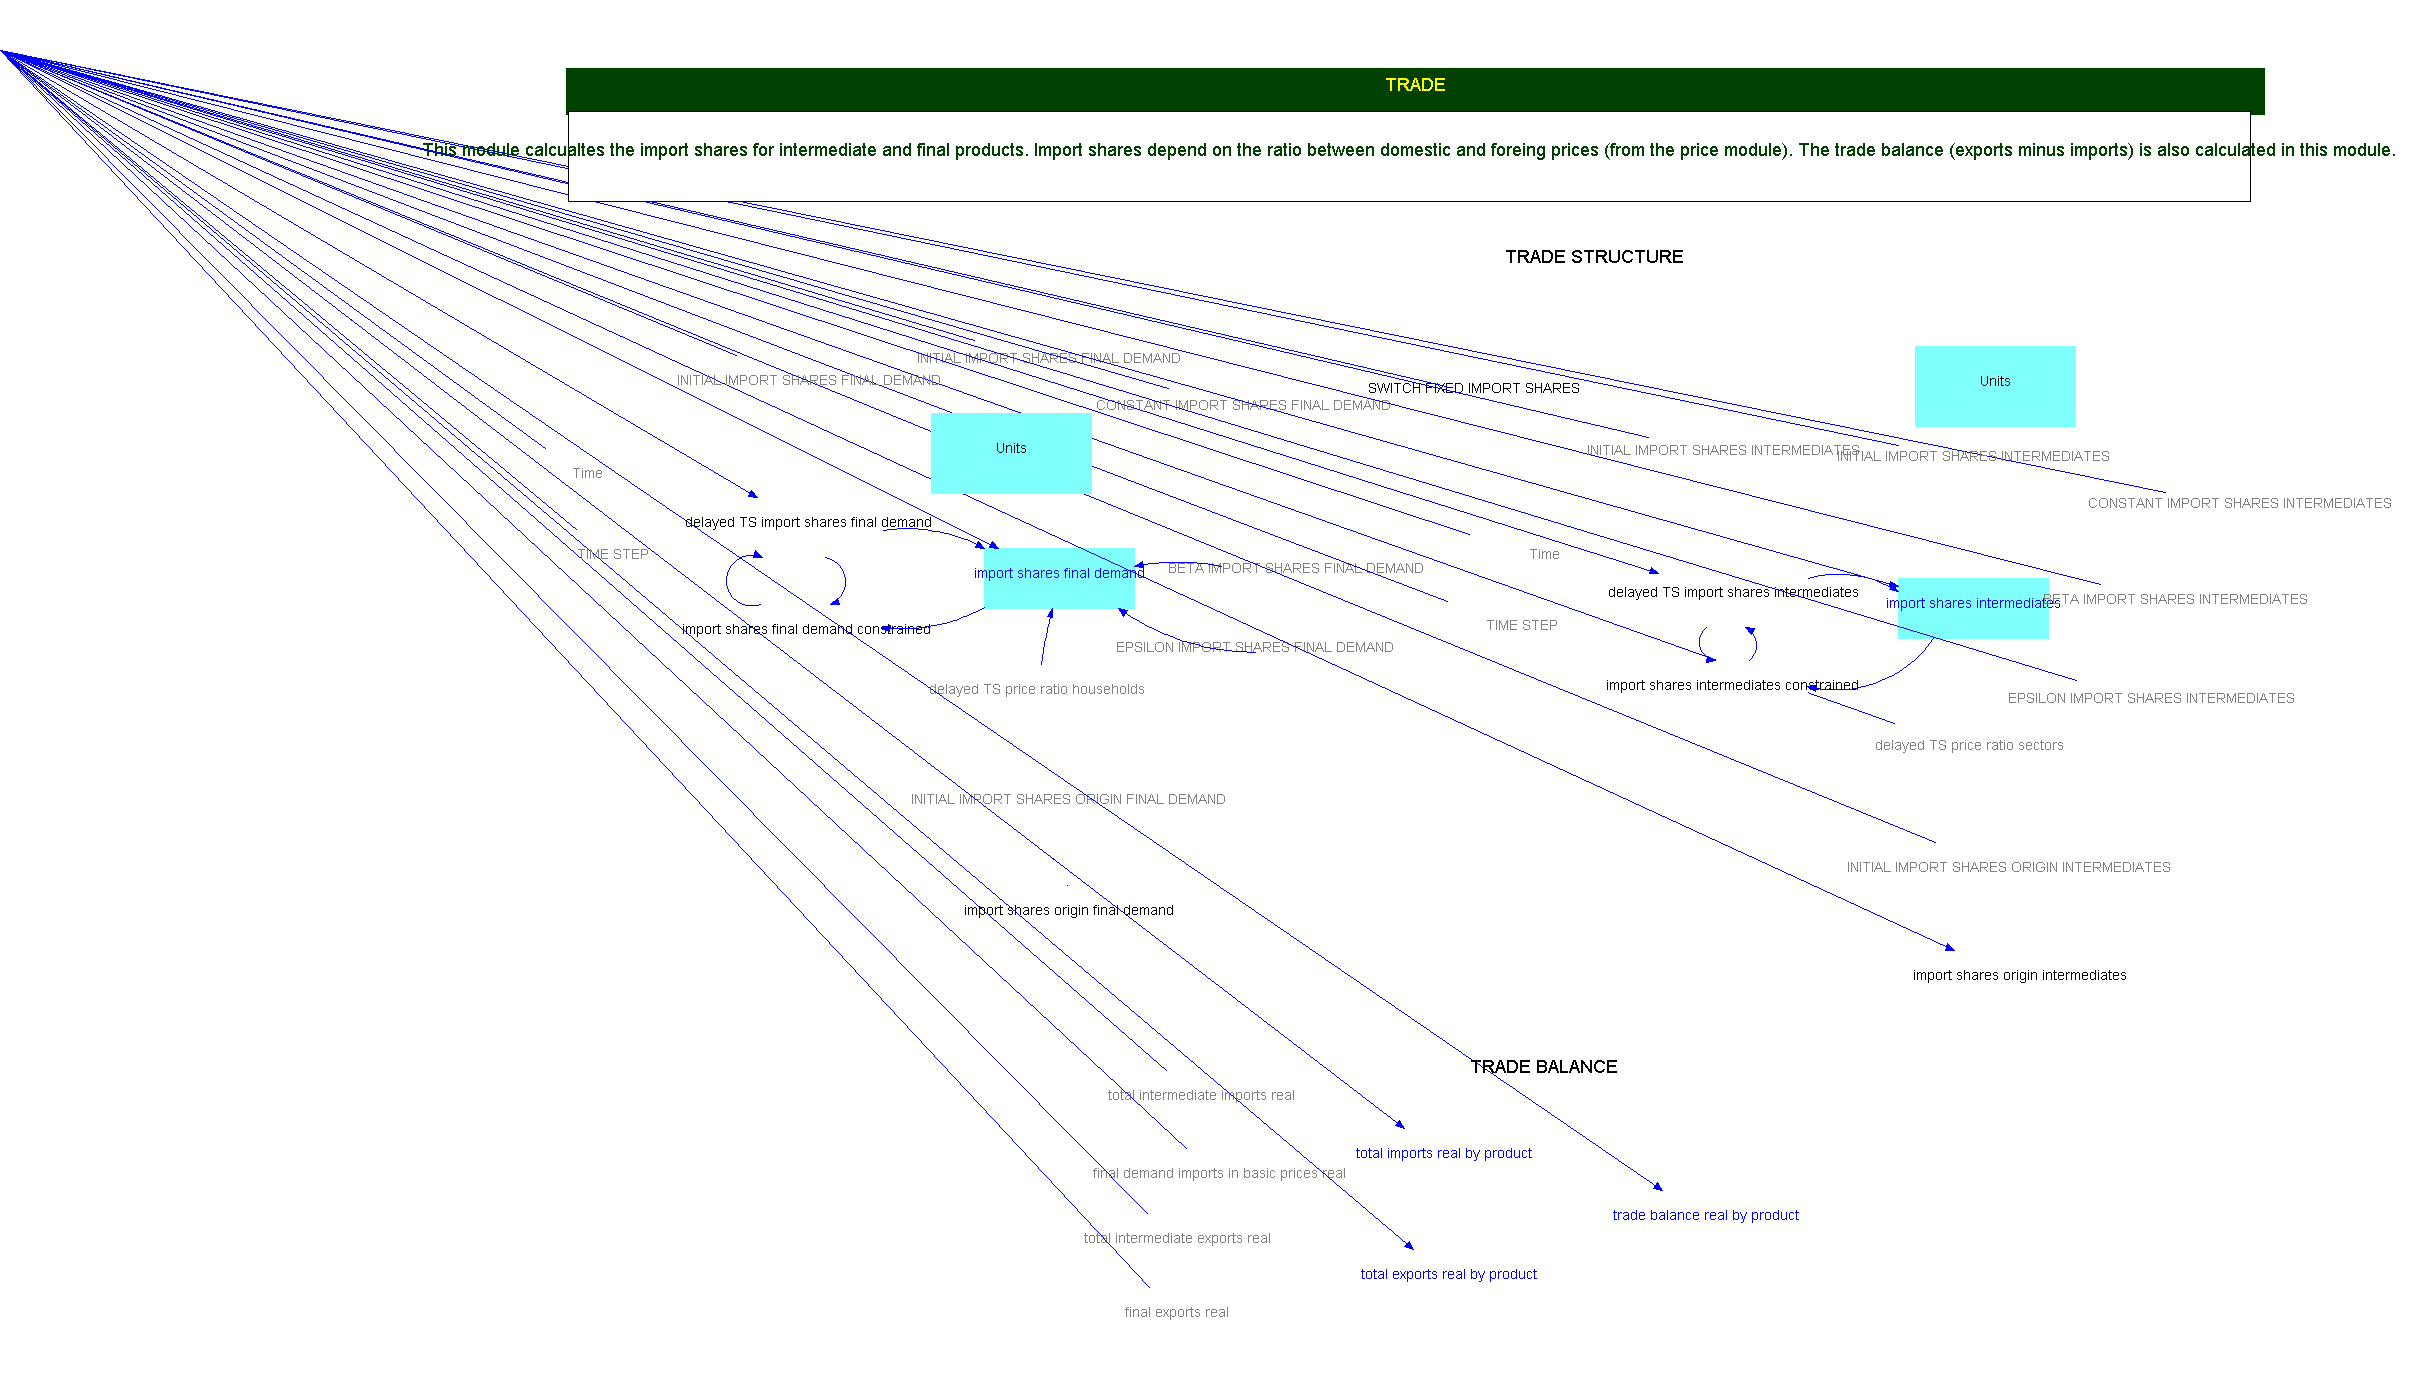 TRADE
This module calcualtes the import shares for intermediate and final products. Import shares depend on the ratio between domestic and foreing prices (from the price module). The trade balance (exports minus imports) is also calculated in this module.
TRADE STRUCTURE
INITIAL IMPORT SHARES FINAL DEMAND
INITIAL IMPORT SHARES FINAL DEMAND
SWITCH FIXED IMPORT SHARES
Units
CONSTANT IMPORT SHARES FINAL DEMAND
Units
INITIAL IMPORT SHARES INTERMEDIATES
INITIAL IMPORT SHARES INTERMEDIATES
Time
CONSTANT IMPORT SHARES INTERMEDIATES
delayed TS import shares final demand
TIME STEP
Time
import shares final demand
BETA IMPORT SHARES FINAL DEMAND
delayed TS import shares intermediates
import shares intermediates
BETA IMPORT SHARES INTERMEDIATES
import shares final demand constrained
TIME STEP
EPSILON IMPORT SHARES FINAL DEMAND
delayed TS price ratio households
import shares intermediates constrained
EPSILON IMPORT SHARES INTERMEDIATES
delayed TS price ratio sectors
INITIAL IMPORT SHARES ORIGIN FINAL DEMAND
INITIAL IMPORT SHARES ORIGIN INTERMEDIATES
import shares origin final demand
import shares origin intermediates
TRADE BALANCE
total intermediate imports real
total imports real by product
final demand imports in basic prices real
trade balance real by product
total intermediate exports real
total exports real by product
final exports real